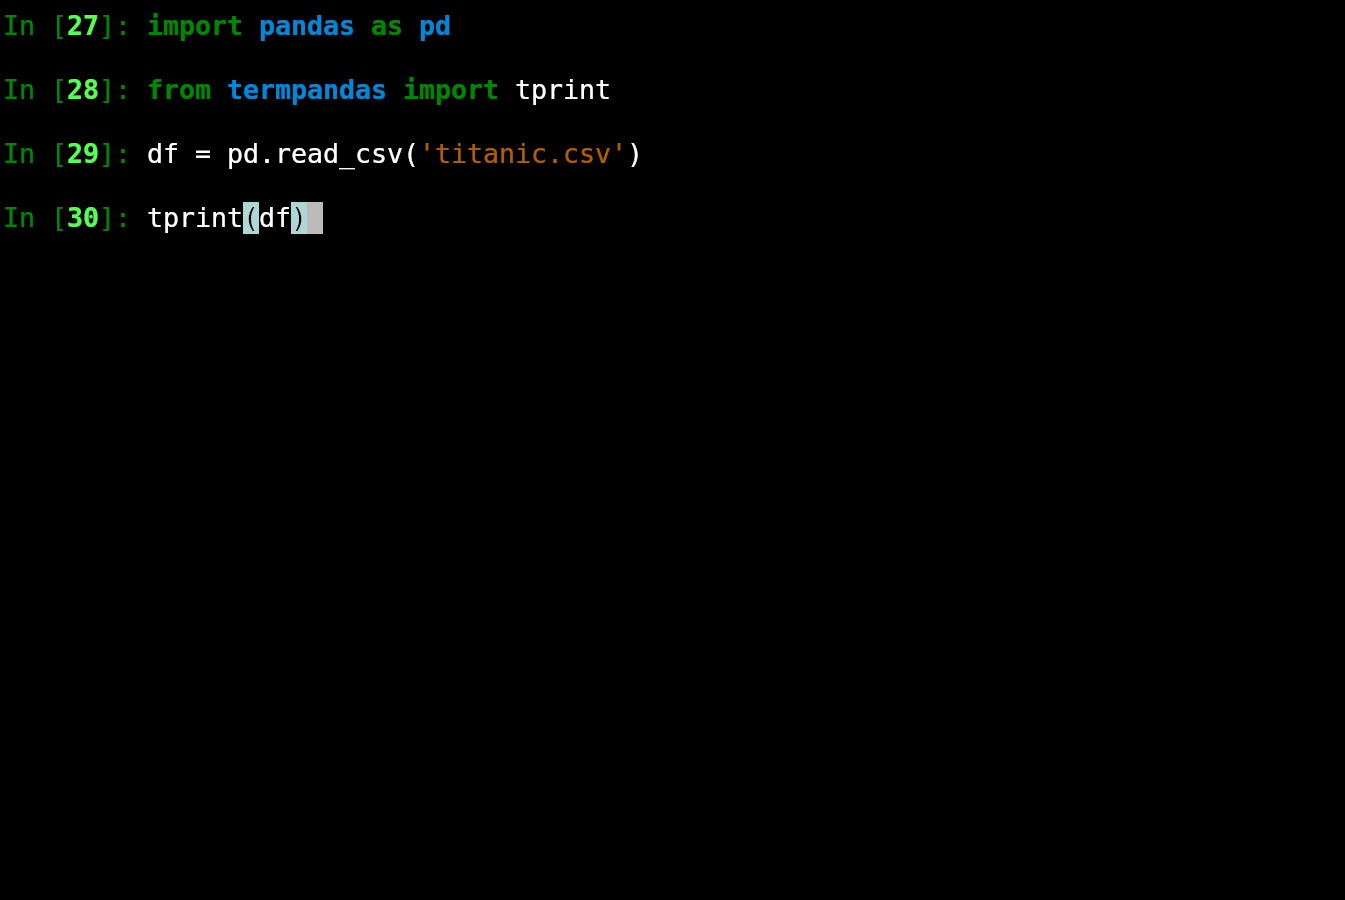 In [27]: import pandas as pd
In [28]: from termpandas import tprint
In [29]: df = pd.read_csv('titanic.csv')
In [30]: tprint(df)